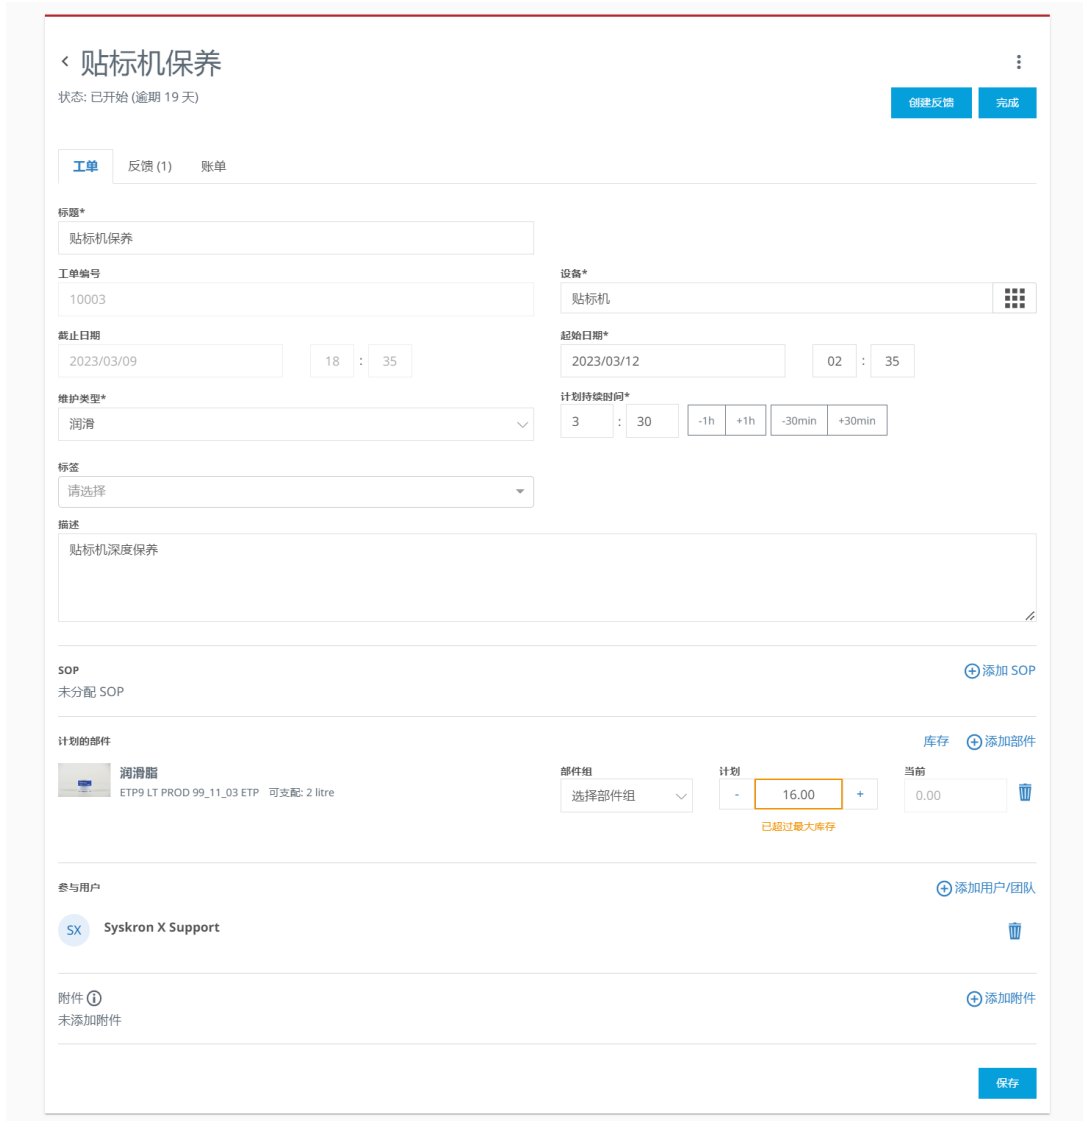 贴标机保养
状态: 已开始 (逾期 19 天)
创建反馈 完成
工单 反馈 (1) 账单
标题*
贴标机保养
工单编号 设备*
10003 贴标机
截止日期 起始日期*
2023/03/09 18 : 35 2023/03/12 02 : 35
维护类型* 计划持续时间*
润滑 3 : 30 -1h +1h -30min +30min
标签
请选择
描述
贴标机深度保养
SOP 添加 SOP
未分配 SOP
计划的部件 库存 添加部件
润滑脂 部件组 计划 当前
ETP9 LT PROD 99_11_03 ETP 可支配: 2 litre 选择部件组 - 16.00 + 0.00
已超过最大库存
参与用户 添加用户/团队
SX Syskron X Support
附件 添加附件
未添加附件
保存